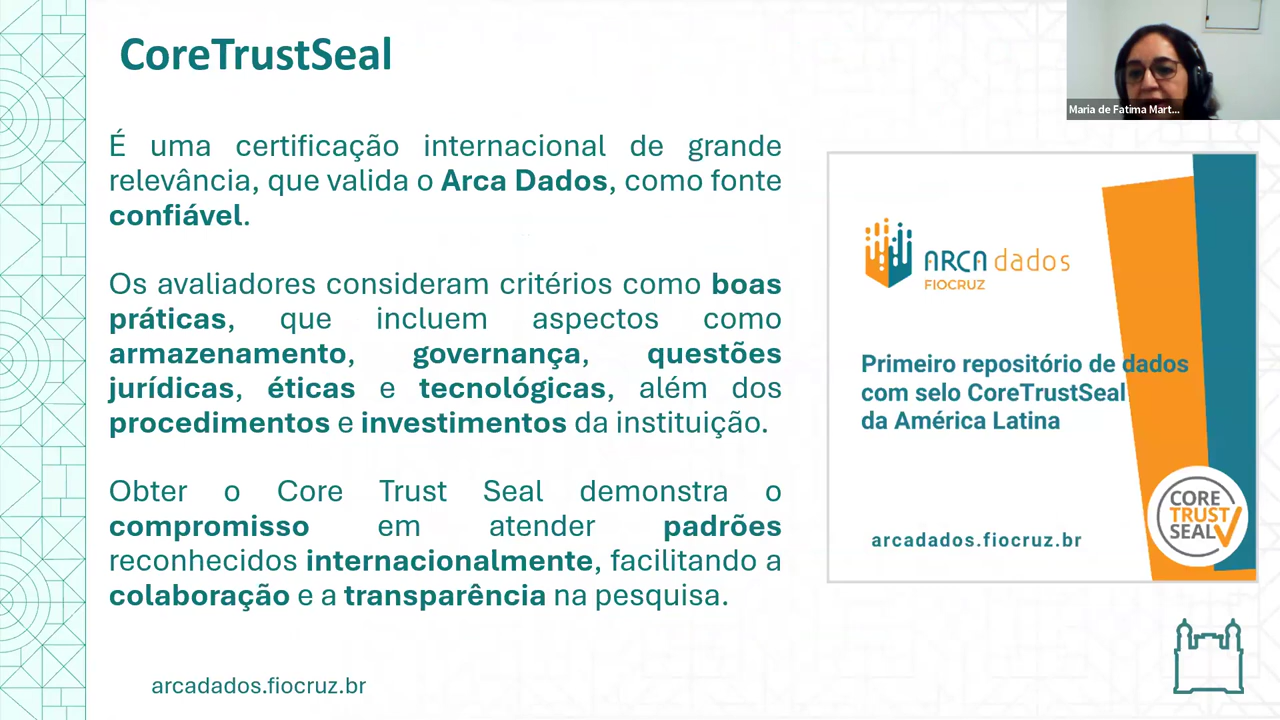 CoreTrustSeal
Maria de Fatima Mart...
É uma certificação internacional de grande
relevância, que valida o Arca Dados, como fonte
confiável.
Os avaliadores consideram critérios como boas
práticas, que incluem aspectos como
armazenamento, governança, questões
jurídicas, éticas e tecnológicas, além dos
procedimentos e investimentos da instituição.
Obter o Core Trust Seal demonstra o
compromisso em atender padrões
reconhecidos internacionalmente, facilitando a
colaboração e a transparência na pesquisa.
arcadados.fiocruz.br
ARCA dados
FIOCRUZ
Primeiro repositório de dados
com selo CoreTrustSeal
da América Latina
arcadados.fiocruz.br
CORE
TRUST
SEAL